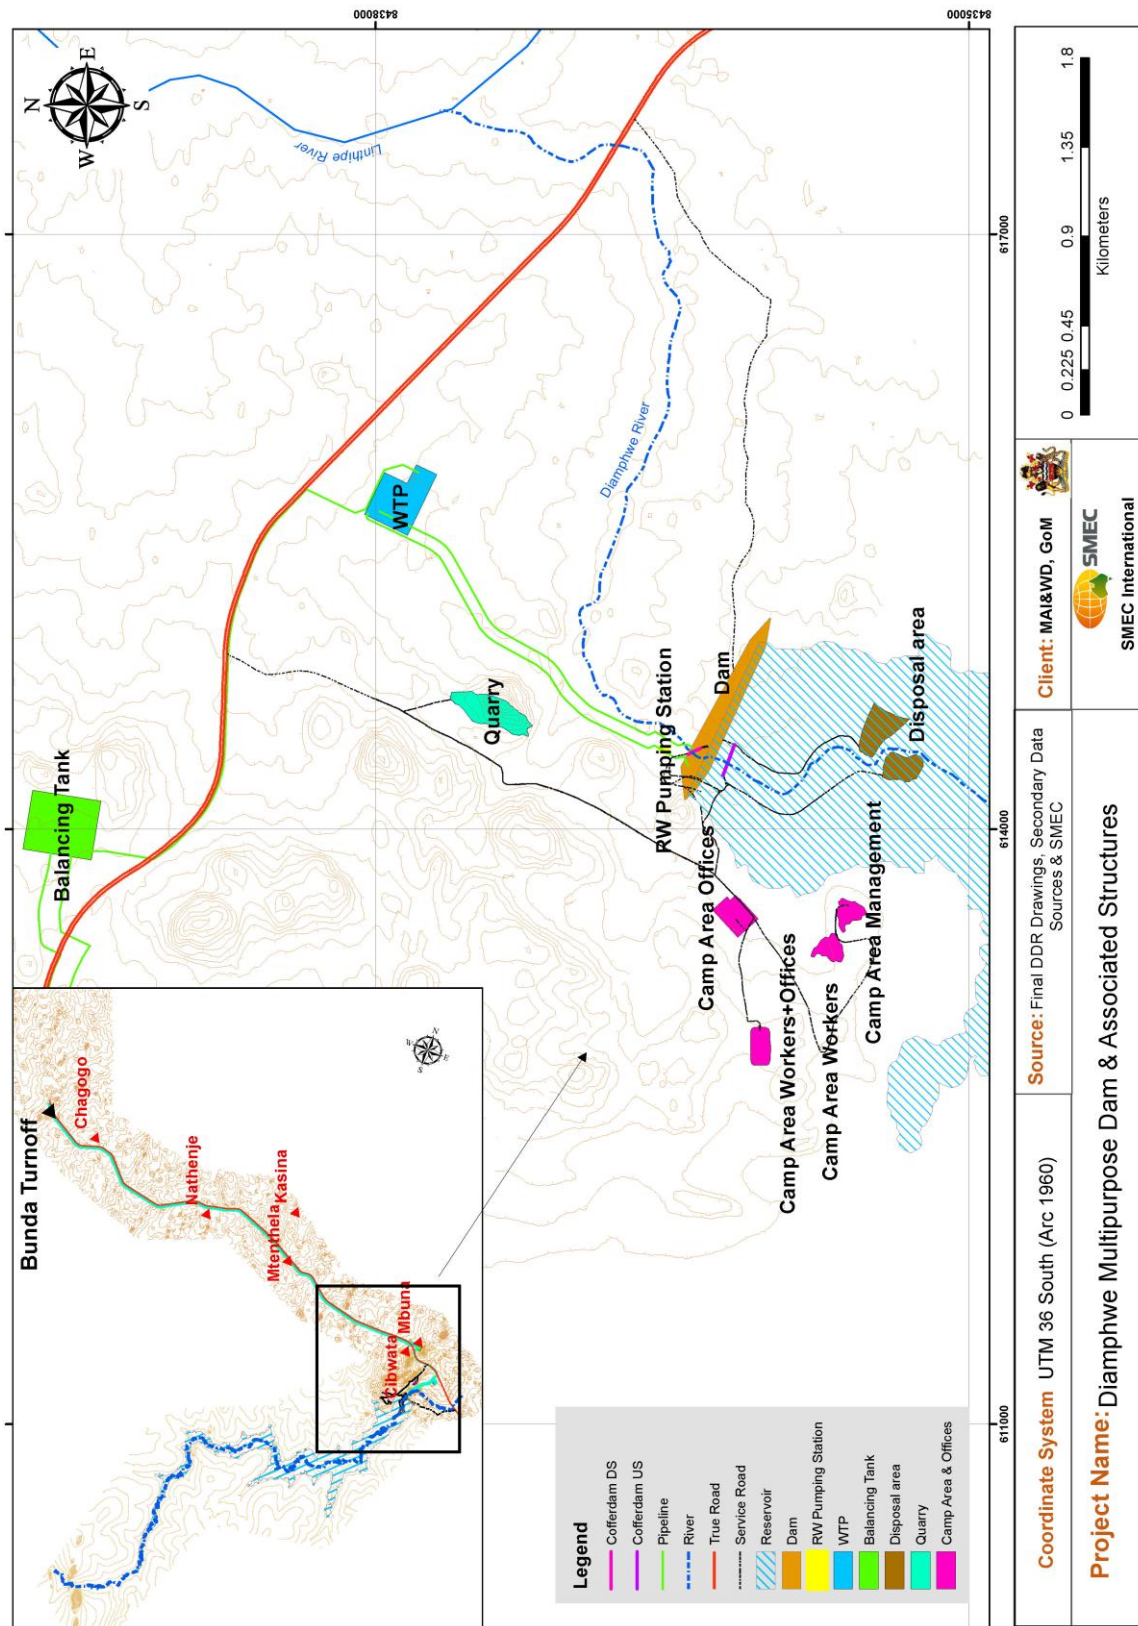 8438000
8435000
N
E
S
W
Linthipe River
617000
Balancing Tank
WTP
Diamphwe River
Quarry
RW Pumping Station
Dam
Disposal area
614000
Camp Area Offices
Camp Area Management
Camp Area Workers+Offices
Camp Area Workers
611000
Bunda Turnoff
Chagogo
Nathenje
Kasina
Mtenthela
Mbuna
Cibwata
N
E
S
W
Legend
Cofferdam DS
Cofferdam US
Pipeline
River
True Road
Service Road
Reservoir
Dam
RW Pumping Station
WTP
Balancing Tank
Disposal area
Quarry
Camp Area & Offices
Coordinate System UTM 36 South (Arc 1960)
Source: Final DDR Drawings, Secondary Data
Sources & SMEC
Client: MAI&WD, GoM
SMEC
SMEC International
0 0.225 0.45 0.9 1.35 1.8
Kilometers
Project Name: Diamphwe Multipurpose Dam & Associated Structures